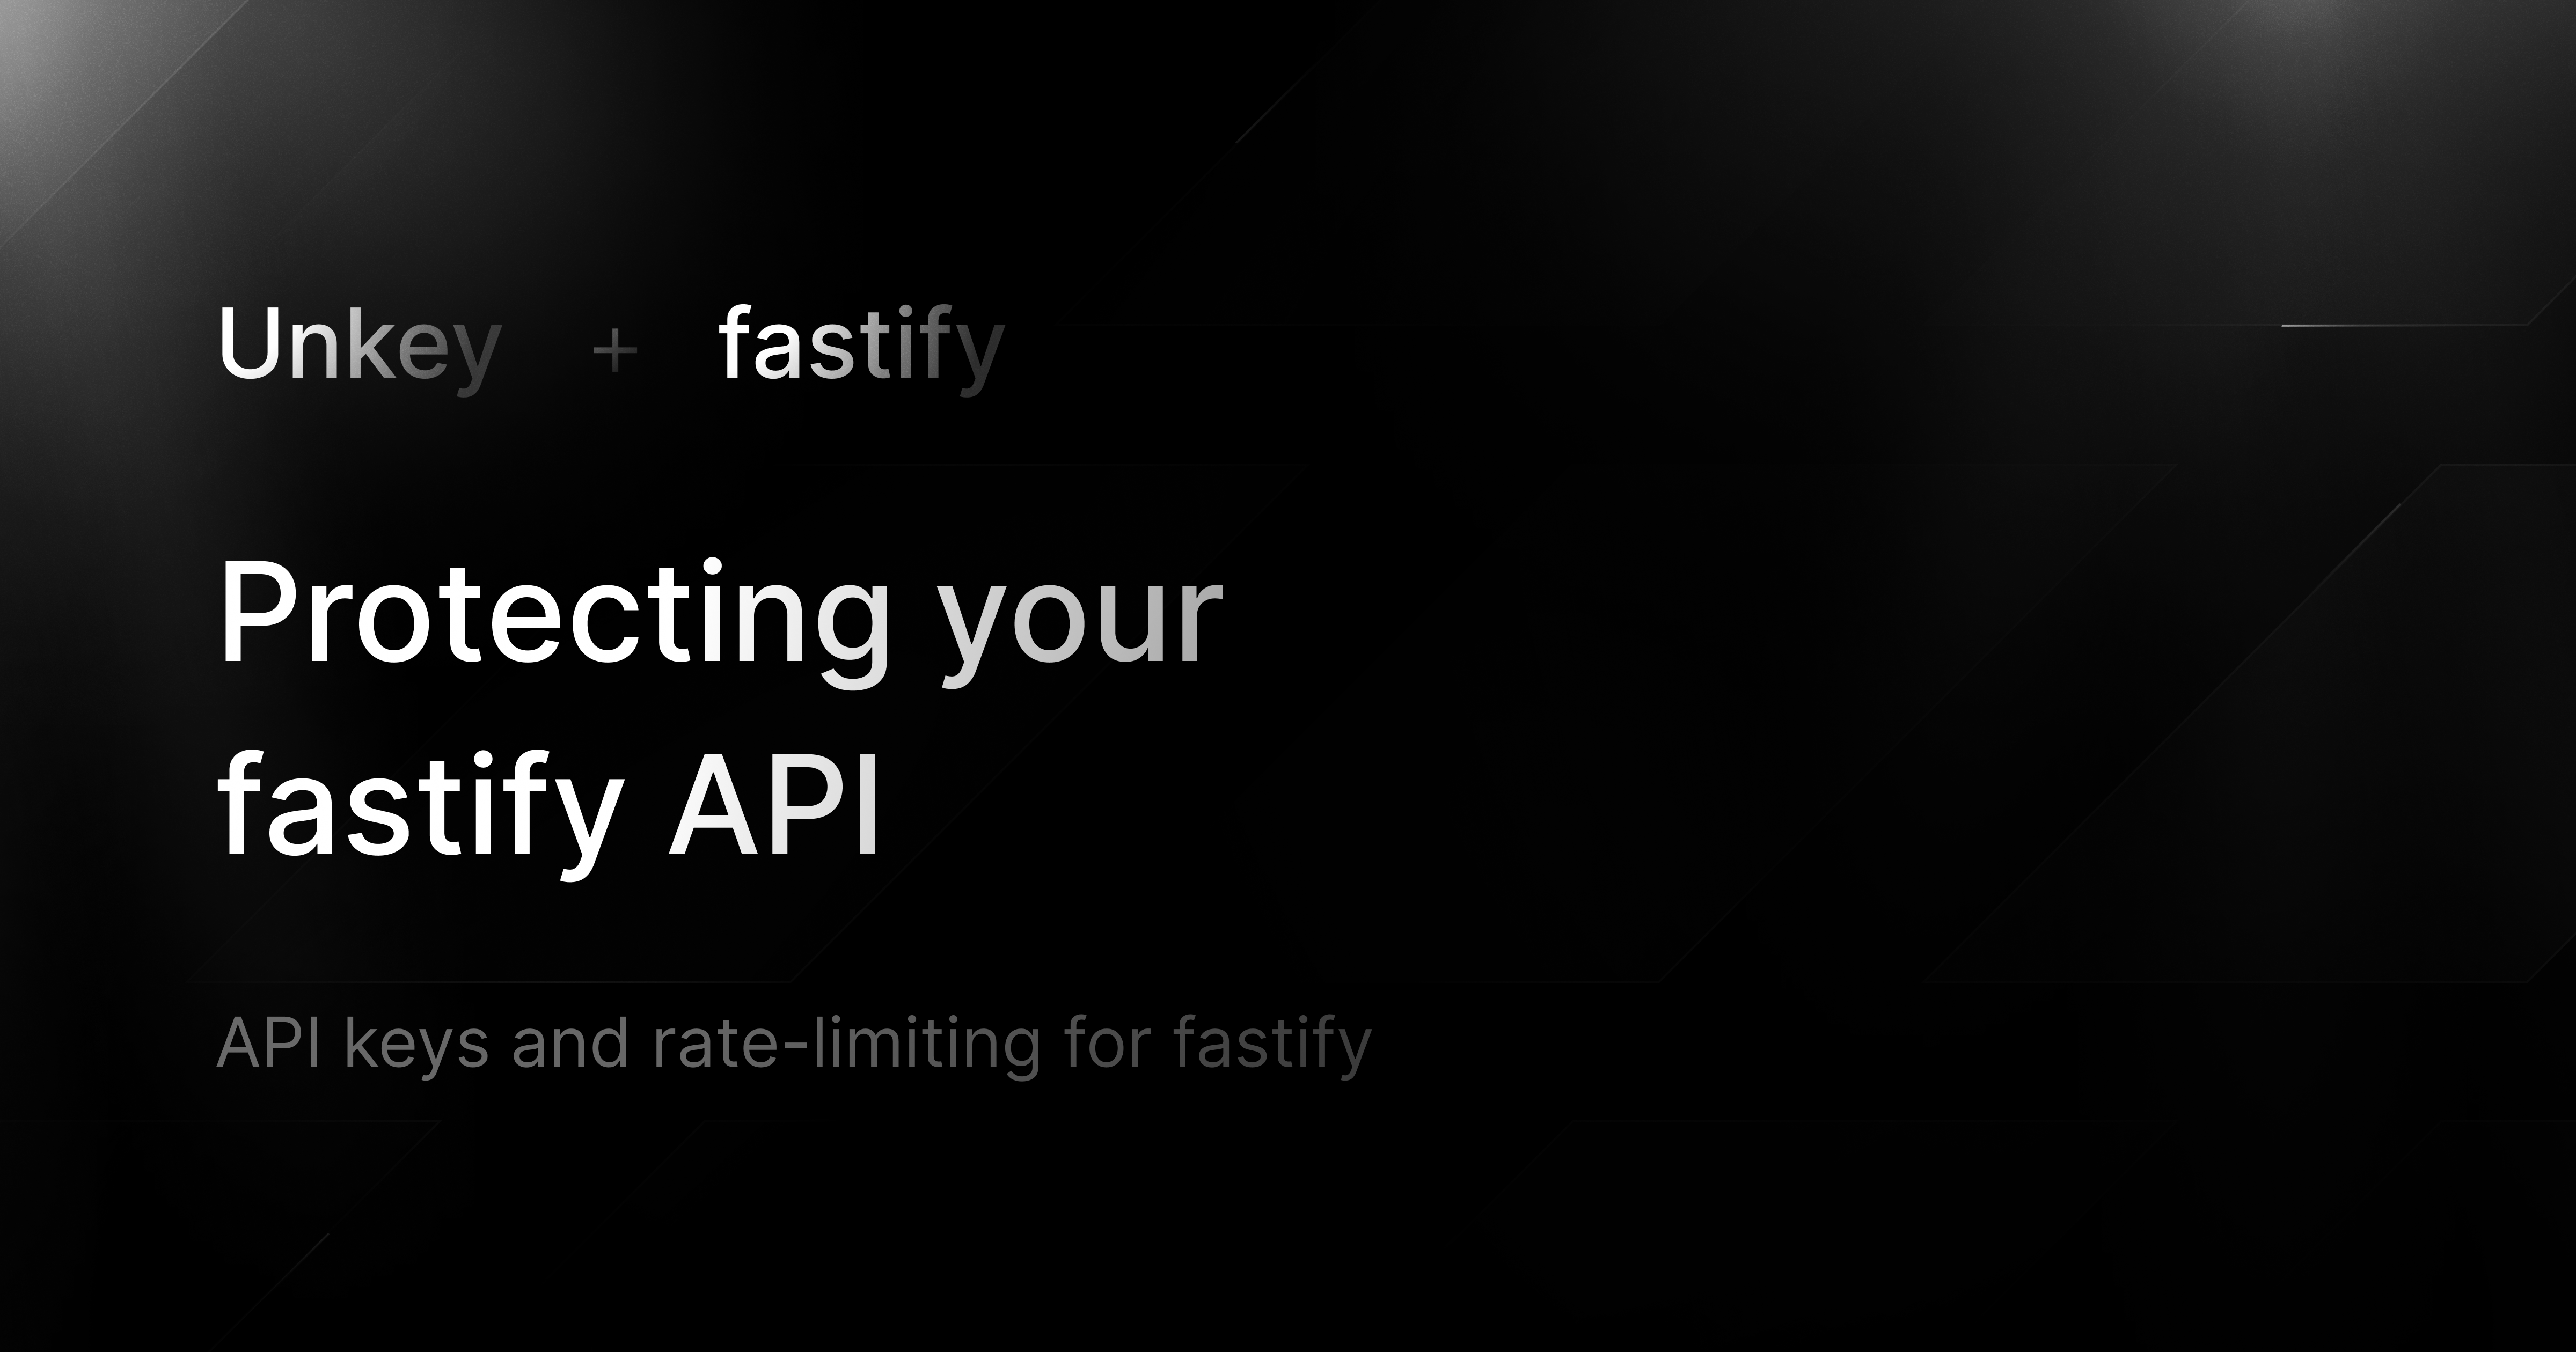 Unkey + fastify
Protecting your
fastify API
API keys and rate-limiting for fastify